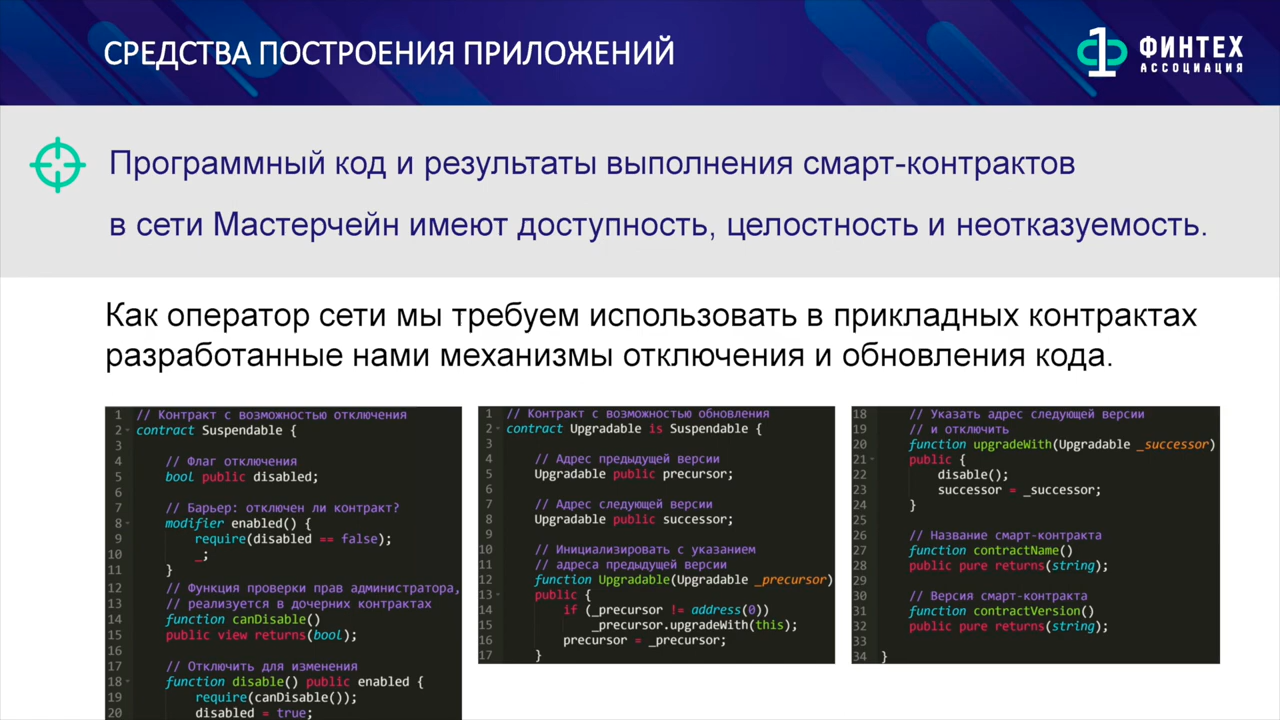 СРЕДСТВА ПОСТРОЕНИЯ ПРИЛОЖЕНИЙ
ФИНТЕХ
АССОЦИАЦИЯ
Программный код и результаты выполнения смарт-контрактов
в сети Мастерчейн имеют доступность, целостность и неотказуемость.
Как оператор сети мы требуем использовать в прикладных контрактах
разработанные нами механизмы отключения и обновления кода.
1 // Контракт с возможностью отключения
2 contract Suspendable {
3
4 // Флаг отключения
5 bool public disabled;
6
7 // Барьер: отключен ли контракт?
8 modifier enabled() {
9 require(disabled == false);
10 _;
11 }
12 // Функция проверки прав администратора,
13 // реализуется в дочерних контрактах
14 function canDisable()
15 public view returns(bool);
16
17 // Отключить для изменения
18 function disable() public enabled {
19 require(canDisable());
20 disabled = true;
1 // Контракт с возможностью обновления
2 contract Upgradable is Suspendable {
3
4 // Адрес предыдущей версии
5 Upgradable public precursor;
6
7 // Адрес следующей версии
8 Upgradable public successor;
9
10 // Инициализировать с указанием
11 // адреса предыдущей версии
12 function Upgradable(Upgradable _precursor)
13 public {
14 if (_precursor != address(0))
15 _precursor.upgradeWith(this);
16 precursor = _precursor;
17 }
18 // Указать адрес следующей версии
19 // и отключить
20 function upgradeWith(Upgradable _successor)
21 public {
22 disable();
23 successor = _successor;
24 }
25
26 // Название смарт-контракта
27 function contractName()
28 public pure returns(string);
29
30 // Версия смарт-контракта
31 function contractVersion()
32 public pure returns(string);
33
34 }